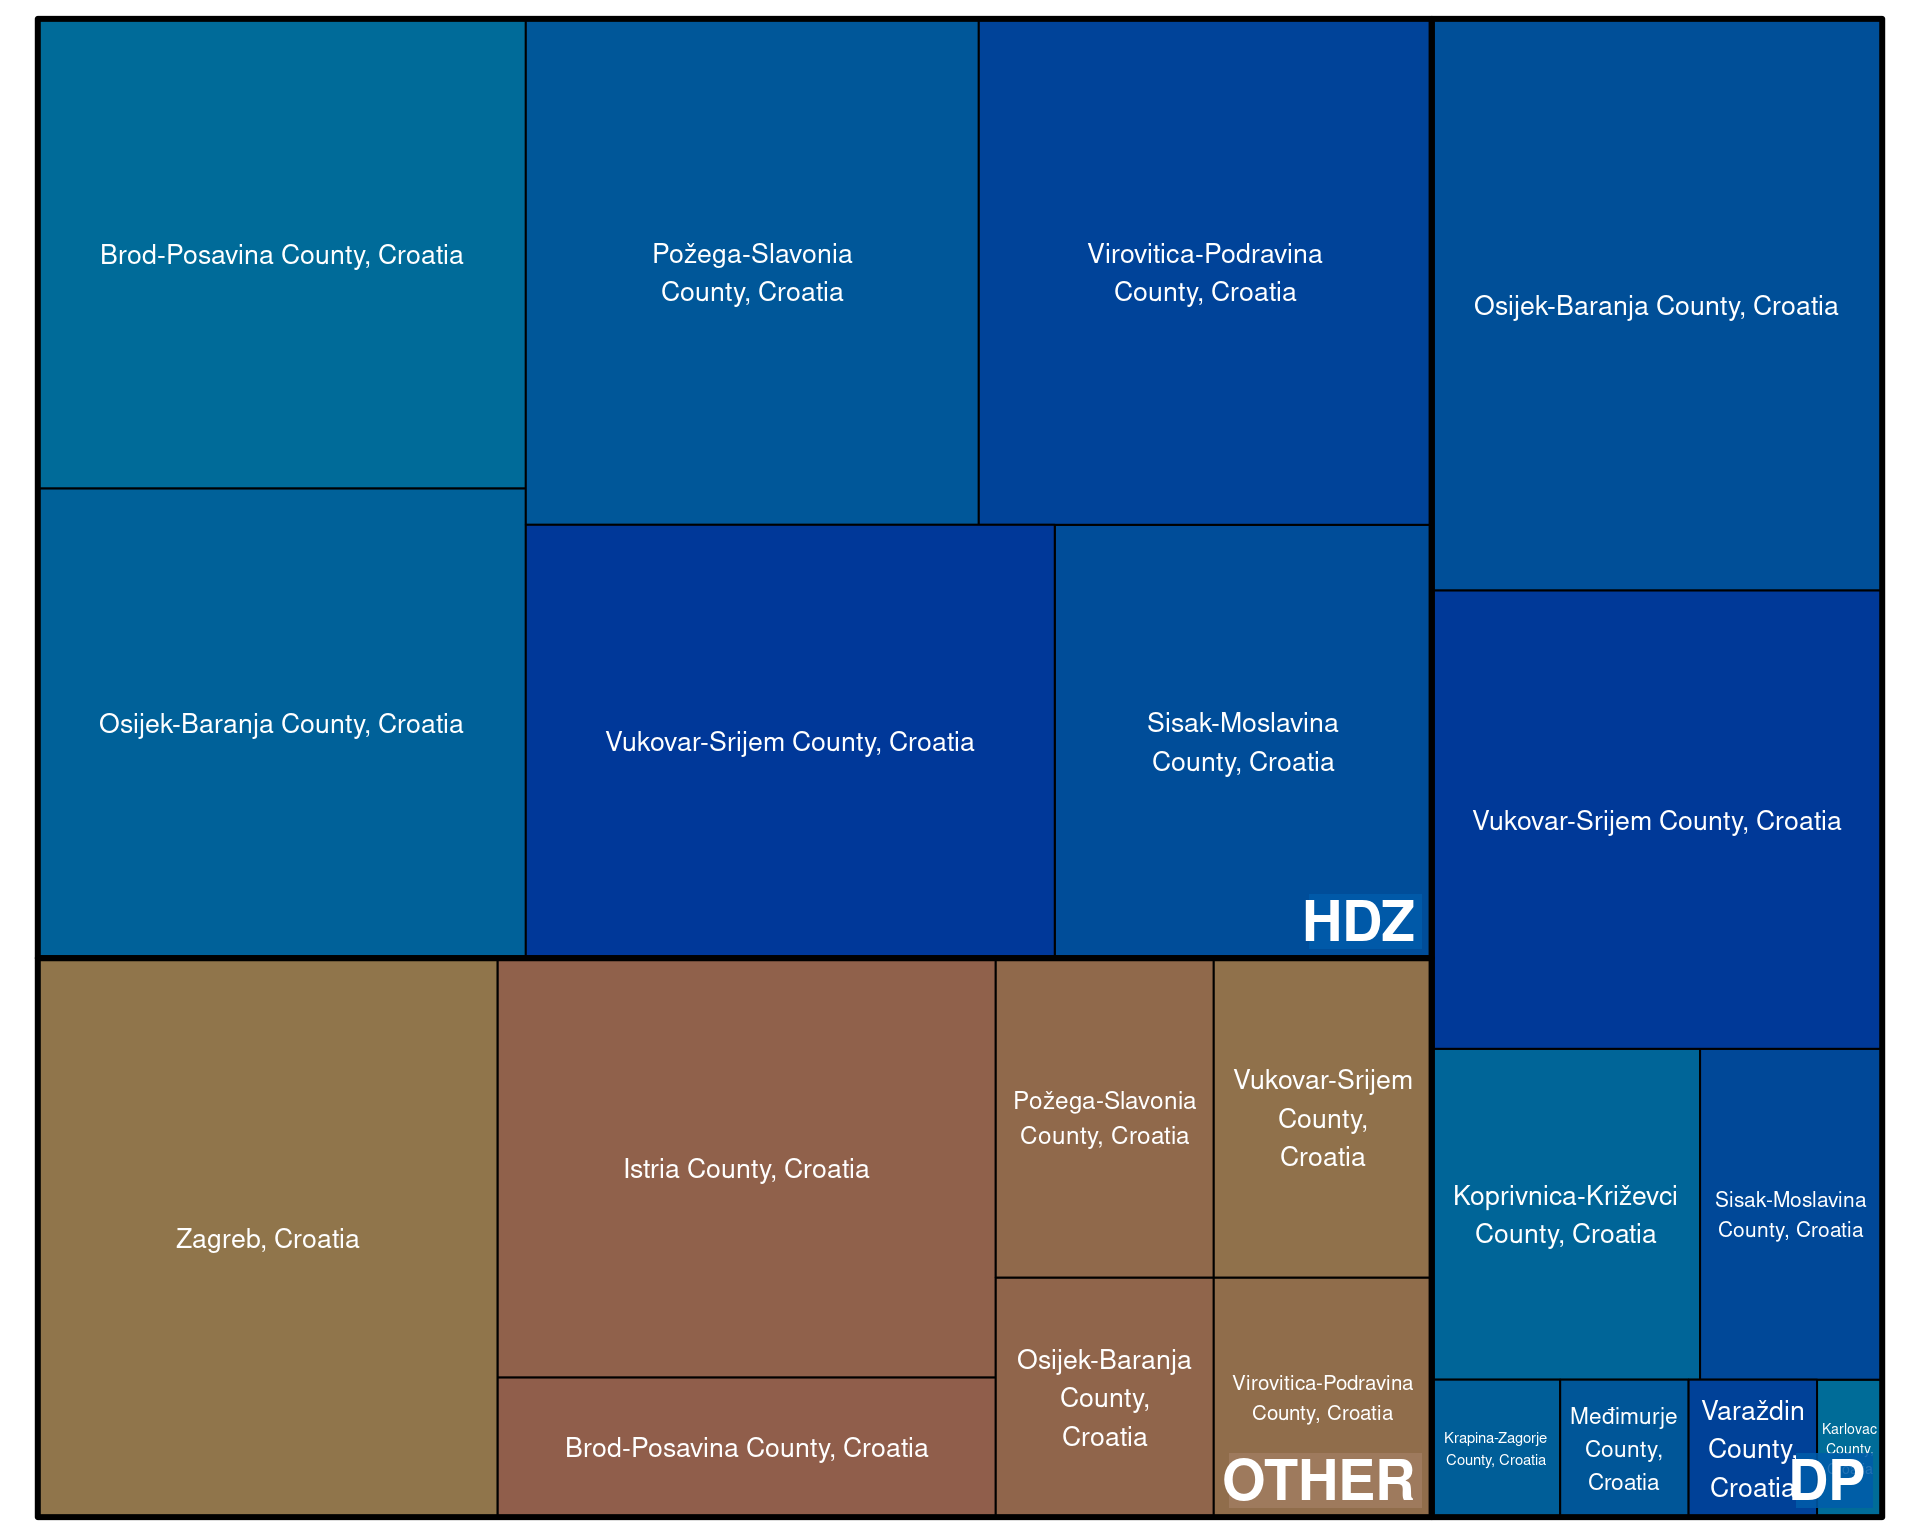 Brod-Posavina County, Croatia
Požega-Slavonia
County, Croatia
Virovitica-Podravina
County, Croatia
Osijek-Baranja County, Croatia
Vukovar-Srijem County, Croatia
Sisak-Moslavina
County, Croatia
HDZ
Zagreb, Croatia
Istria County, Croatia
Brod-Posavina County, Croatia
Požega-Slavonia
County, Croatia
Vukovar-Srijem
County,
Croatia
Osijek-Baranja
County,
Croatia
Virovitica-Podravina
County, Croatia
OTHER
Osijek-Baranja County, Croatia
Vukovar-Srijem County, Croatia
Koprivnica-Križevci
County, Croatia
Sisak-Moslavina
County, Croatia
Krapina-Zagorje
County, Croatia
Međimurje
County,
Croatia
Varaždin
County,
Croatia
Karlovac
County,
DP